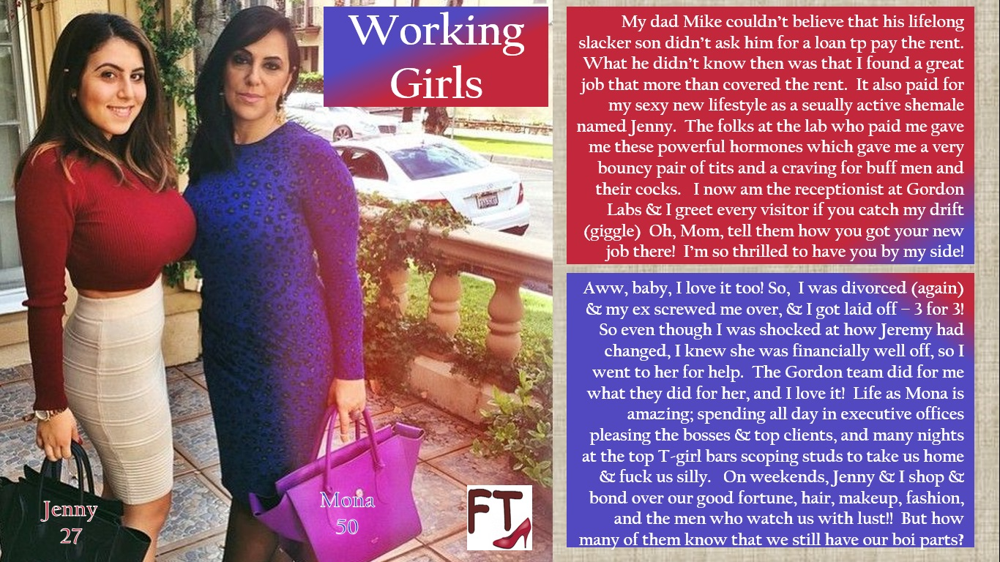 Working
Girls
My dad Mike couldn't believe that his lifelong
slacker son didn't ask him for a loan tp pay the rent.
What he didn't know then was that I found a great
job that more than covered the rent.  It also paid for
my sexy new lifestyle as a seually active shemale
named Jenny.  The folks at the lab who paid me gave
me these powerful hormones which gave me a very
bouncy pair of tits and a craving for buff men and
their cocks.   I now am the receptionist at Gordon
Labs & I greet every visitor if you catch my drift
(giggle)  Oh, Mom, tell them how you got your new
job there!  I'm so thrilled to have you by my side!
Aww, baby, I love it too! So,  I was divorced (again)
& my ex screwed me over, & I got laid off – 3 for 3!
So even though I was shocked at how Jeremy had
changed, I knew she was financially well off, so I
went to her for help.  The Gordon team did for me
what they did for her, and I love it!  Life as Mona is
amazing; spending all day in executive offices
pleasing the bosses & top clients, and many nights
at the top T-girl bars scoping studs to take us home
& fuck us silly.   On weekends, Jenny & I shop &
bond over our good fortune, hair, makeup, fashion,
and the men who watch us with lust!!  But how
many of them know that we still have our boi parts?
Jenny
27
Mona
50
FT